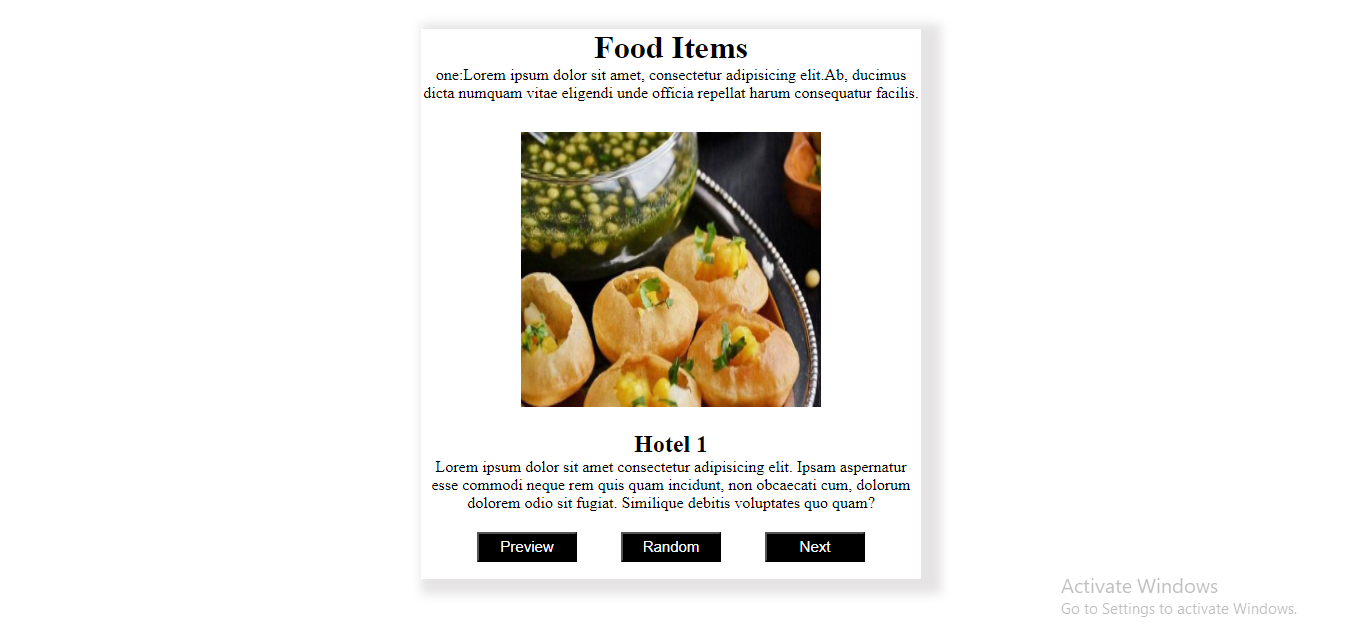 Food Items
one:Lorem ipsum dolor sit amet, consectetur adipisicing elit.Ab, ducimus
dicta numquam vitae eligendi unde officia repellat harum consequatur facilis.
Hotel 1
Lorem ipsum dolor sit amet consectetur adipisicing elit. Ipsam aspernatur
esse commodi neque rem quis quam incidunt, non obcaecati cum, dolorum
dolorem odio sit fugiat. Similique debitis voluptates quo quam?
Preview Random Next
Activate Windows
Go to Settings to activate Windows.